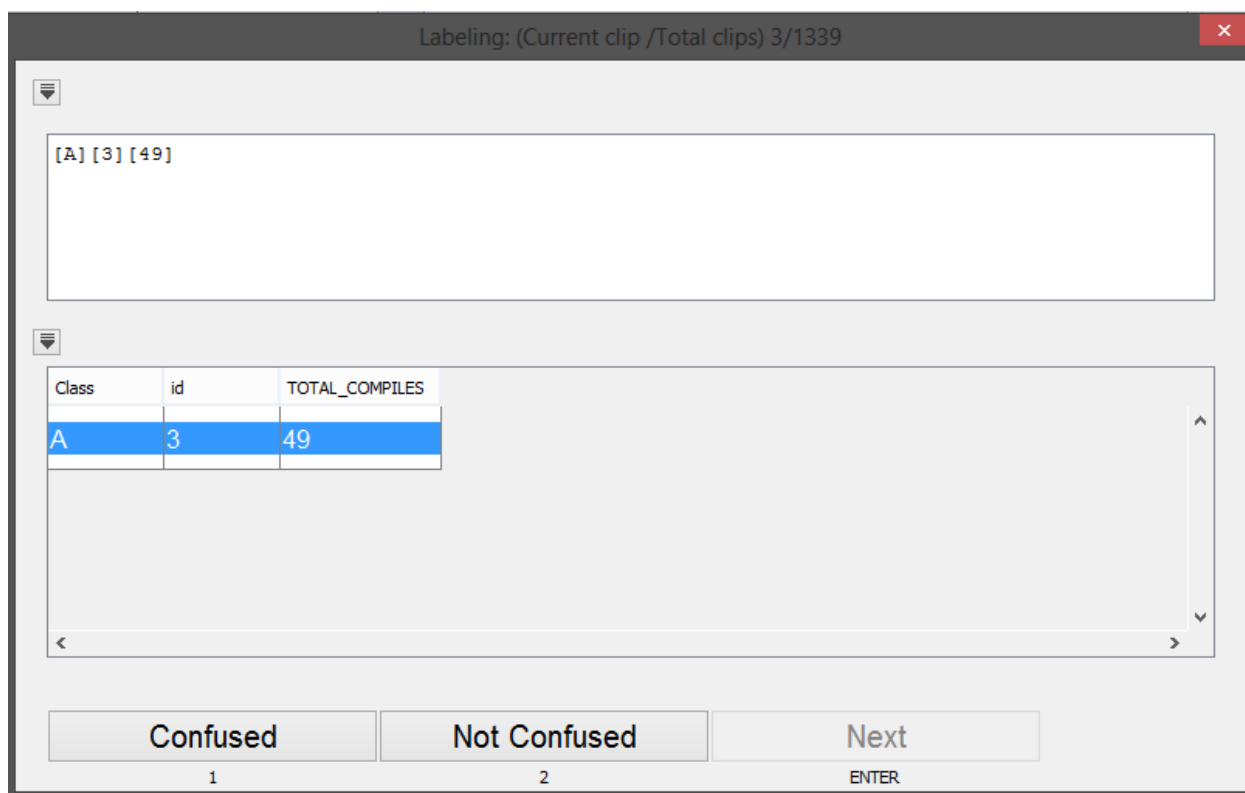 Labeling: (Current clip /Total clips) 3/1339
[A][3][49]
Class id TOTAL_COMPILES
A 3 49
Confused Not Confused Next
1 2 ENTER